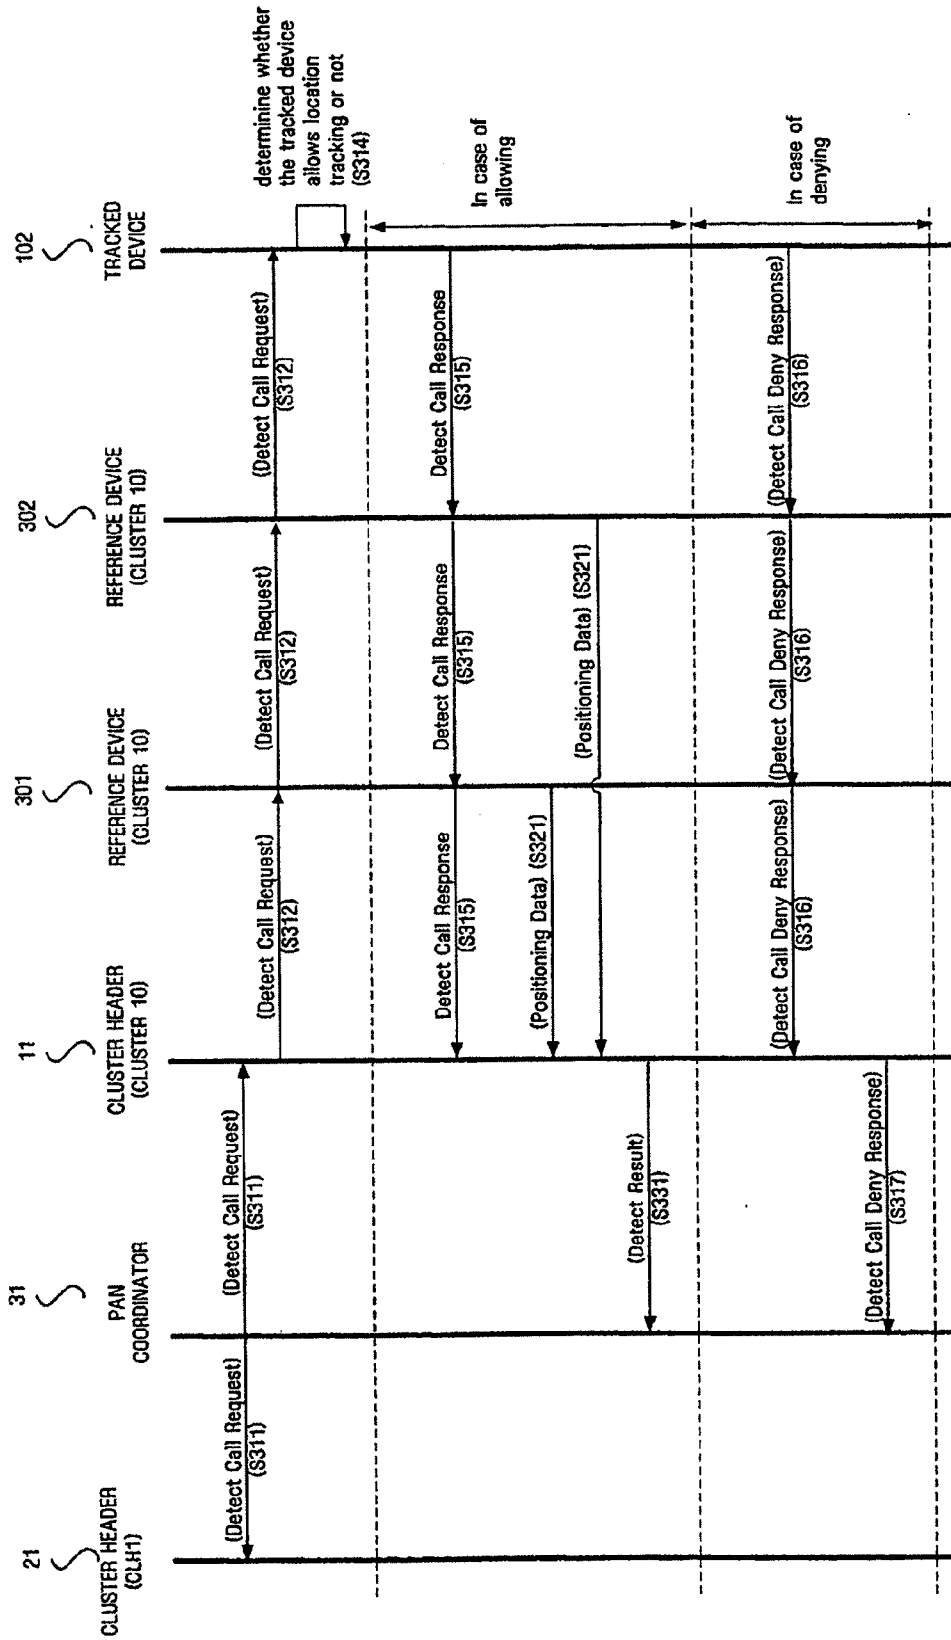 21
CLUSTER HEADER
(CLH1)
31
PAN
COORDINATOR
11
CLUSTER HEADER
(CLUSTER 10)
301
REFERENCE DEVICE
(CLUSTER 10)
302
REFERENCE DEVICE
(CLUSTER 10)
102
TRACKED
DEVICE
(Detect Call Request)
(S311)
(Detect Call Request)
(S311)
(Detect Call Request)
(S312)
(Detect Call Request)
(S312)
(Detect Call Request)
(S312)
determinine whether
the tracked device
allows location
tracking or not
(S314)
Detect Call Response
(S315)
Detect Call Response
(S315)
Detect Call Response
(S315)
In case of
allowing
(Positioning Data) (S321)
(Positioning Data) (S321)
(Detect Result)
(S331)
(Detect Call Deny Response)
(S316)
(Detect Call Deny Response)
(S316)
(Detect Call Deny Response)
(S316)
In case of
denying
(Detect Call Deny Response)
(S317)